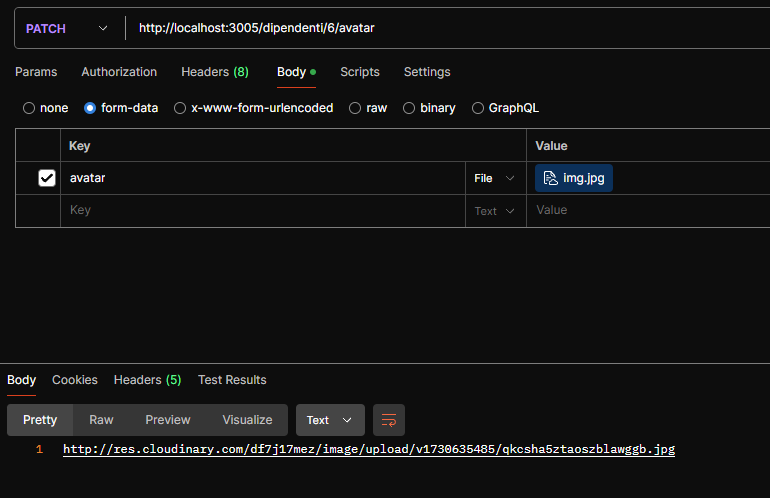 PATCH http://localhost:3005/dipendenti/6/avatar
Params Authorization Headers (8) Body Scripts Settings
none form-data x-www-form-urlencoded raw binary GraphQL
Key Value
avatar File img.jpg
Key Text Value
Body Cookies Headers (5) Test Results
Pretty Raw Preview Visualize Text
1 http://res.cloudinary.com/df7j17mez/image/upload/v1730635485/qkcsha5ztaoszblawggb.jpg